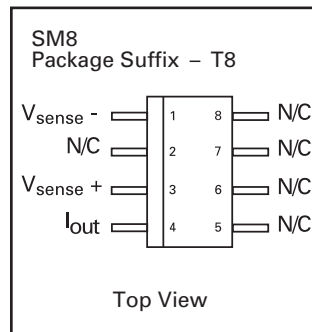 SM8
Package Suffix – T8
Vsense - 1 8 N/C
N/C 2 7 N/C
Vsense + 3 6 N/C
Iout 4 5 N/C
Top View